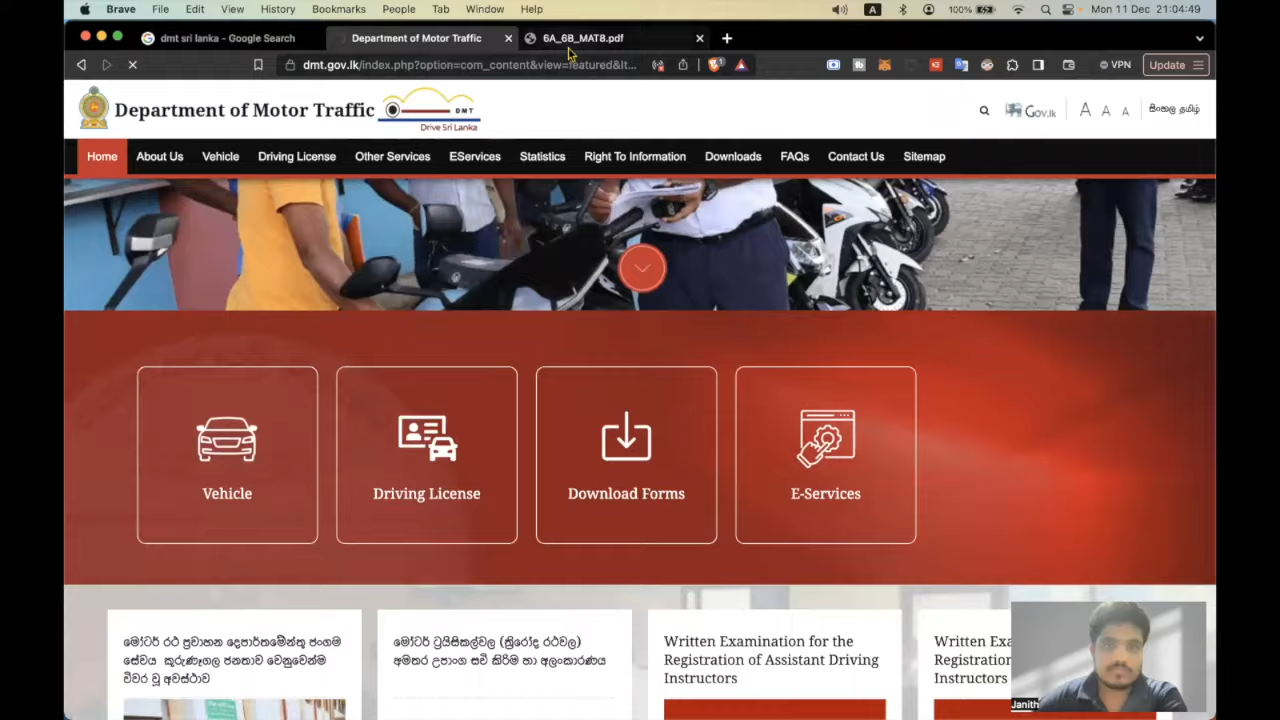 Brave File Edit View History Bookmarks People Tab Window Help A 100% Mon 11 Dec 21:04:49
dmt sri lanka – Google Search Department of Motor Traffic 6A_6B_MAT8.pdf
dmt.gov.lk/index.php?option=com_content&view=featured&It... 1 VPN Update
Department of Motor Traffic
DMT
Drive Sri Lanka
Gov.lk A A A සිංහල தமிழ்
Home About Us Vehicle Driving License Other Services EServices Statistics Right To Information Downloads FAQs Contact Us Sitemap
Vehicle Driving License Download Forms E-Services
මෝටර් රථ ප්‍රවාහන දෙපාර්තමේන්තු ජංගම
සේවය කුරුණෑගල ජනතාව වෙනුවෙන්ම
විවර වූ අවස්ථාව
මෝටර් ට්‍රයිසිකල්වල (ත්‍රිරෝද රථවල)
අමතර උපාංග සවි කිරීම හා අලංකාරණය
Written Examination for the
Registration of Assistant Driving
Instructors
Written Exa
Registration
Instructors
Janith